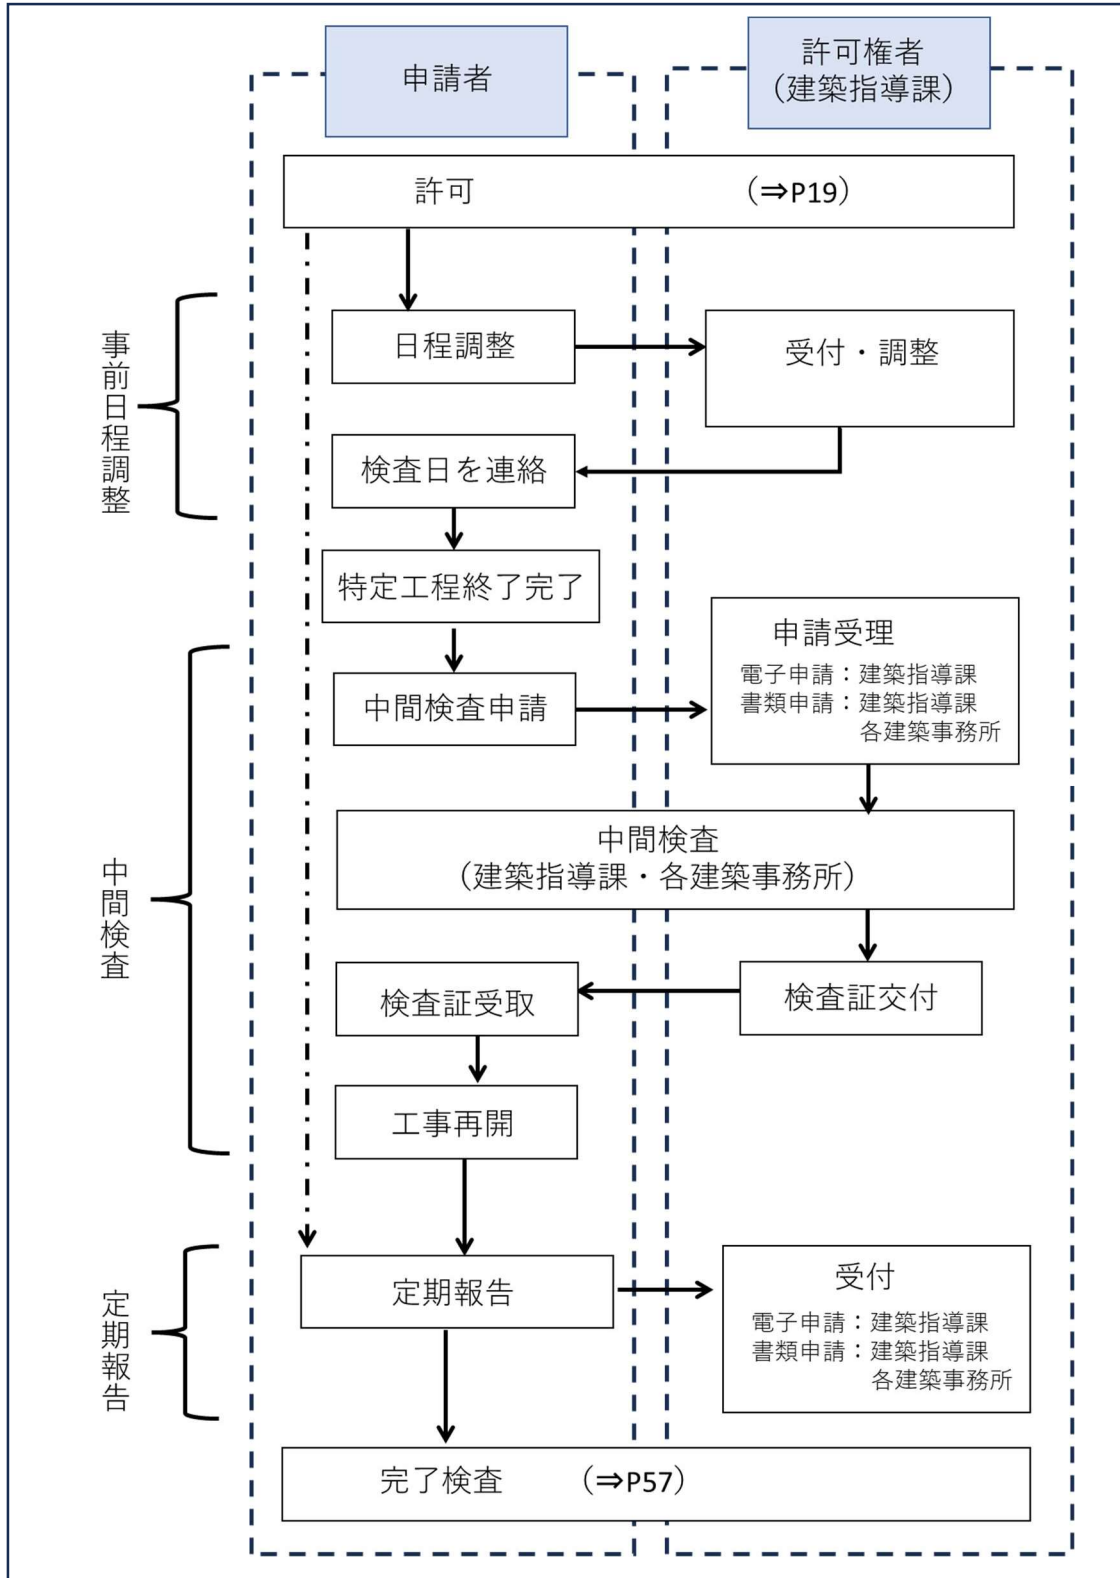 申請者
許可権者
（建築指導課）
許可　（⇒P19）
事前日程調整
日程調整
受付・調整
検査日を連絡
特定工程終了完了
申請受理
電子申請：建築指導課
書類申請：建築指導課
各建築事務所
中間検査申請
中間検査
（建築指導課・各建築事務所）
中間検査
検査証受取
検査証交付
工事再開
定期報告
定期報告
受付
電子申請：建築指導課
書類申請：建築指導課
各建築事務所
完了検査　（⇒P57）